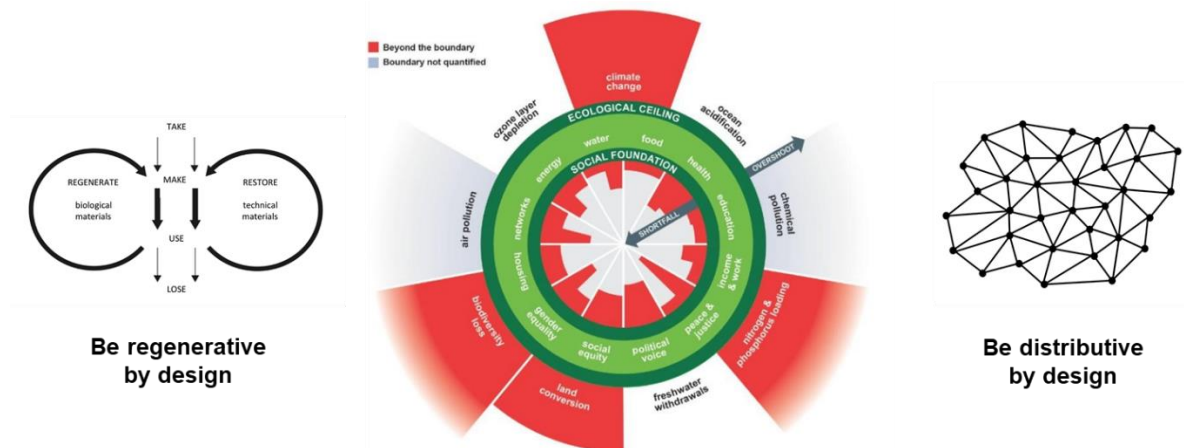 TAKE
REGENERATE
biological
materials
MAKE
RESTORE
technical
materials
USE
LOSE
Be regenerative
by design
Beyond the boundary
Boundary not quantified
climate
change
ozone layer
depletion
ocean
acidification
ECOLOGICAL CEILING
OVERSHOOT
water
food
energy
health
SOCIAL FOUNDATION
SHORTFALL
networks
education
air pollution
chemical
pollution
housing
income
& work
gender
equality
peace &
justice
social
equity
political
voice
biodiversity
loss
nitrogen &
phosphorus loading
land
conversion
freshwater
withdrawals
Be distributive
by design